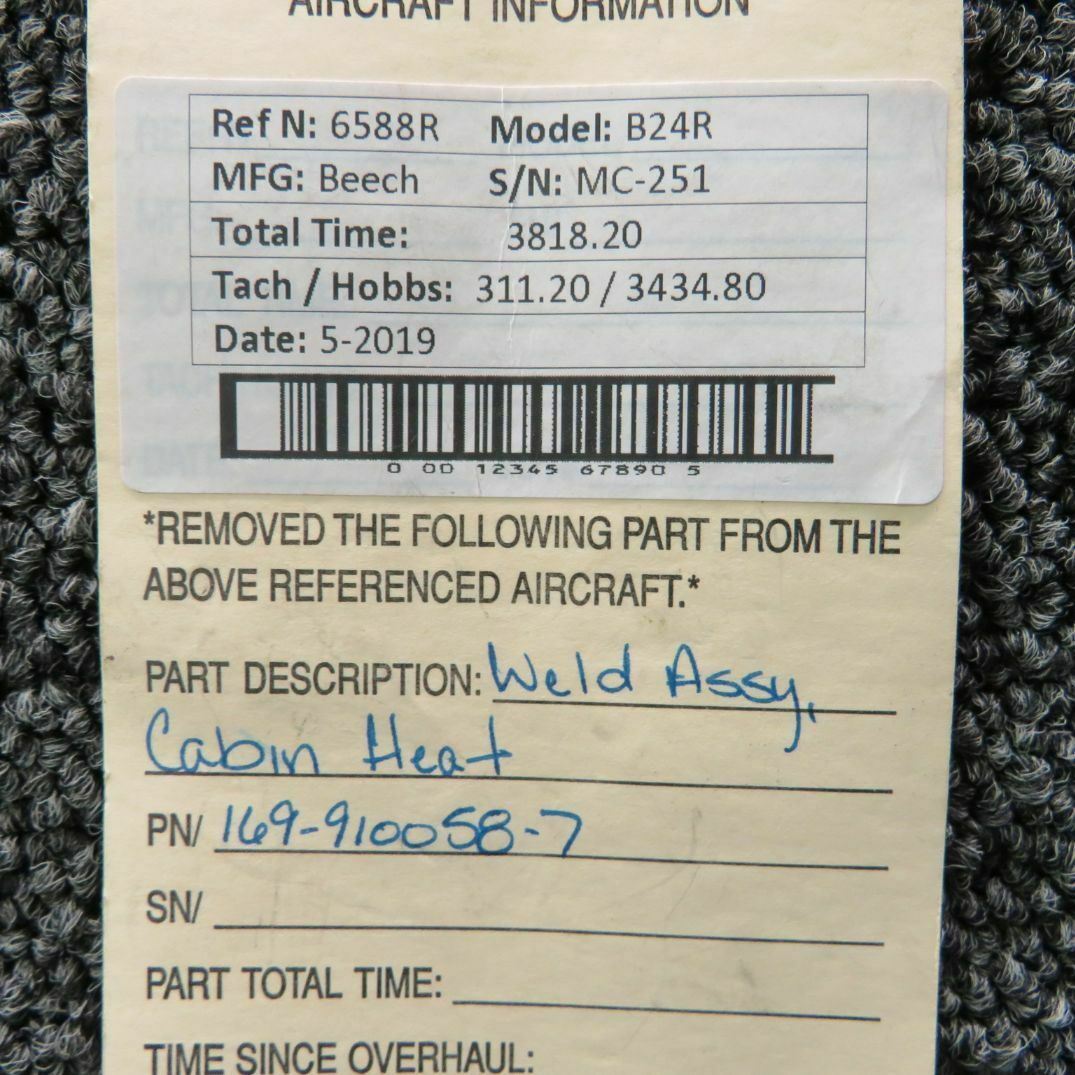 AIRCRAFT INFORMATION
Ref N: 6588R Model: B24R
MFG: Beech S/N: MC-251
Total Time: 3818.20
Tach / Hobbs: 311.20 / 3434.80
Date: 5-2019
0 00 12345 67890 5
*REMOVED THE FOLLOWING PART FROM THE
ABOVE REFERENCED AIRCRAFT.*
PART DESCRIPTION: Weld Assy,
Cabin Heat
PN/ 169-910058-7
SN/
PART TOTAL TIME:
TIME SINCE OVERHAUL: